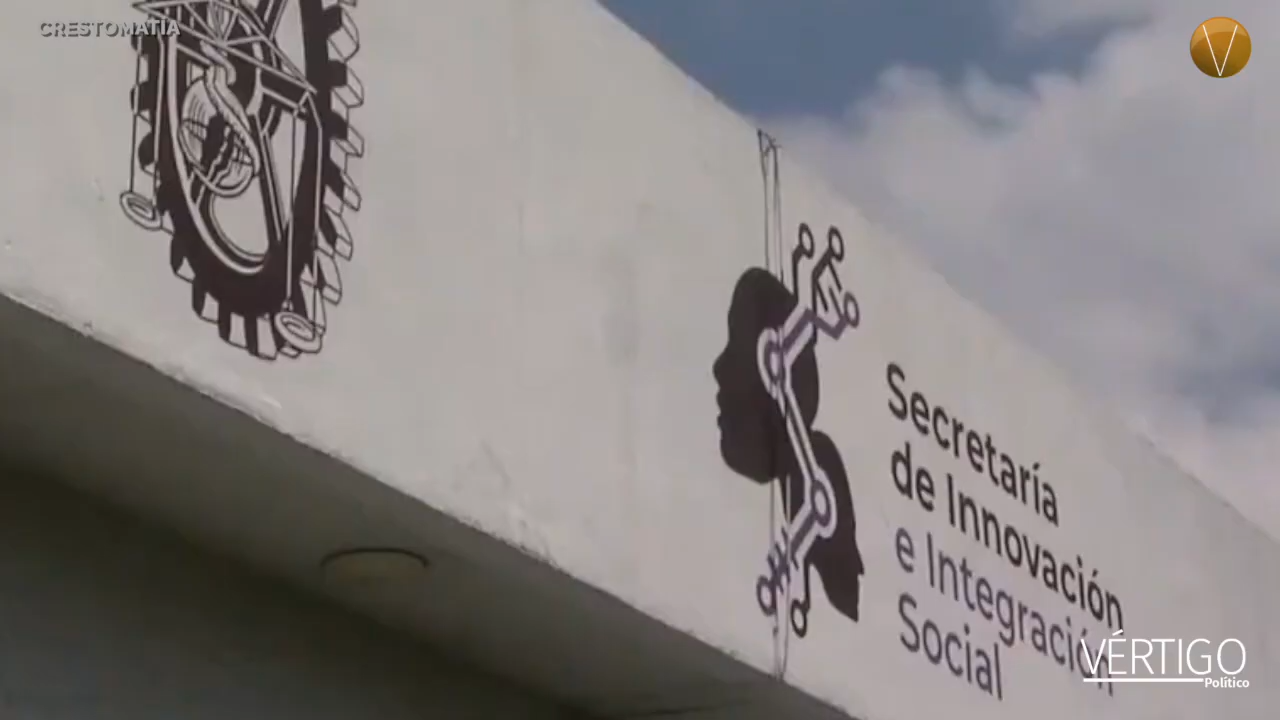 CRESTOMATÍA
V
Secretaría
de Innovación
e Integración
Social
VÉRTIGO
Político